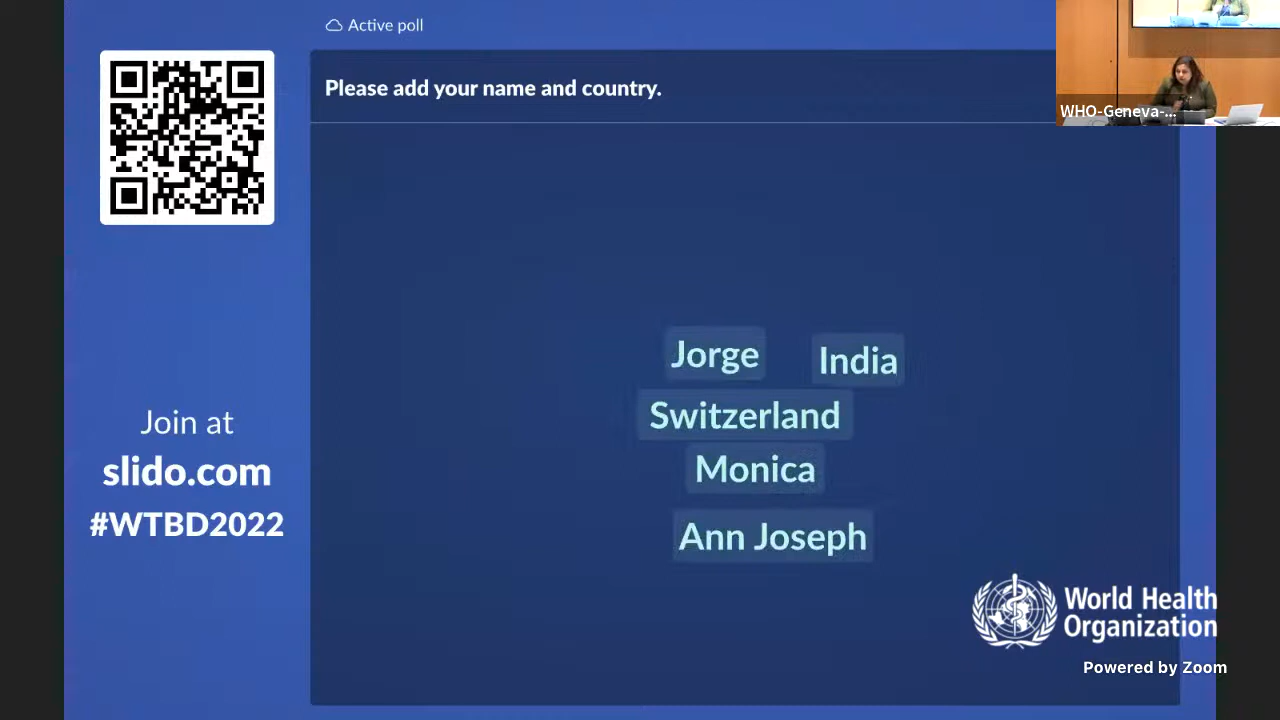 Active poll
Please add your name and country.
WHO-Geneva-...
Jorge
India
Switzerland
Monica
Ann Joseph
Join at
slido.com
#WTBD2022
World Health
Organization
Powered by Zoom